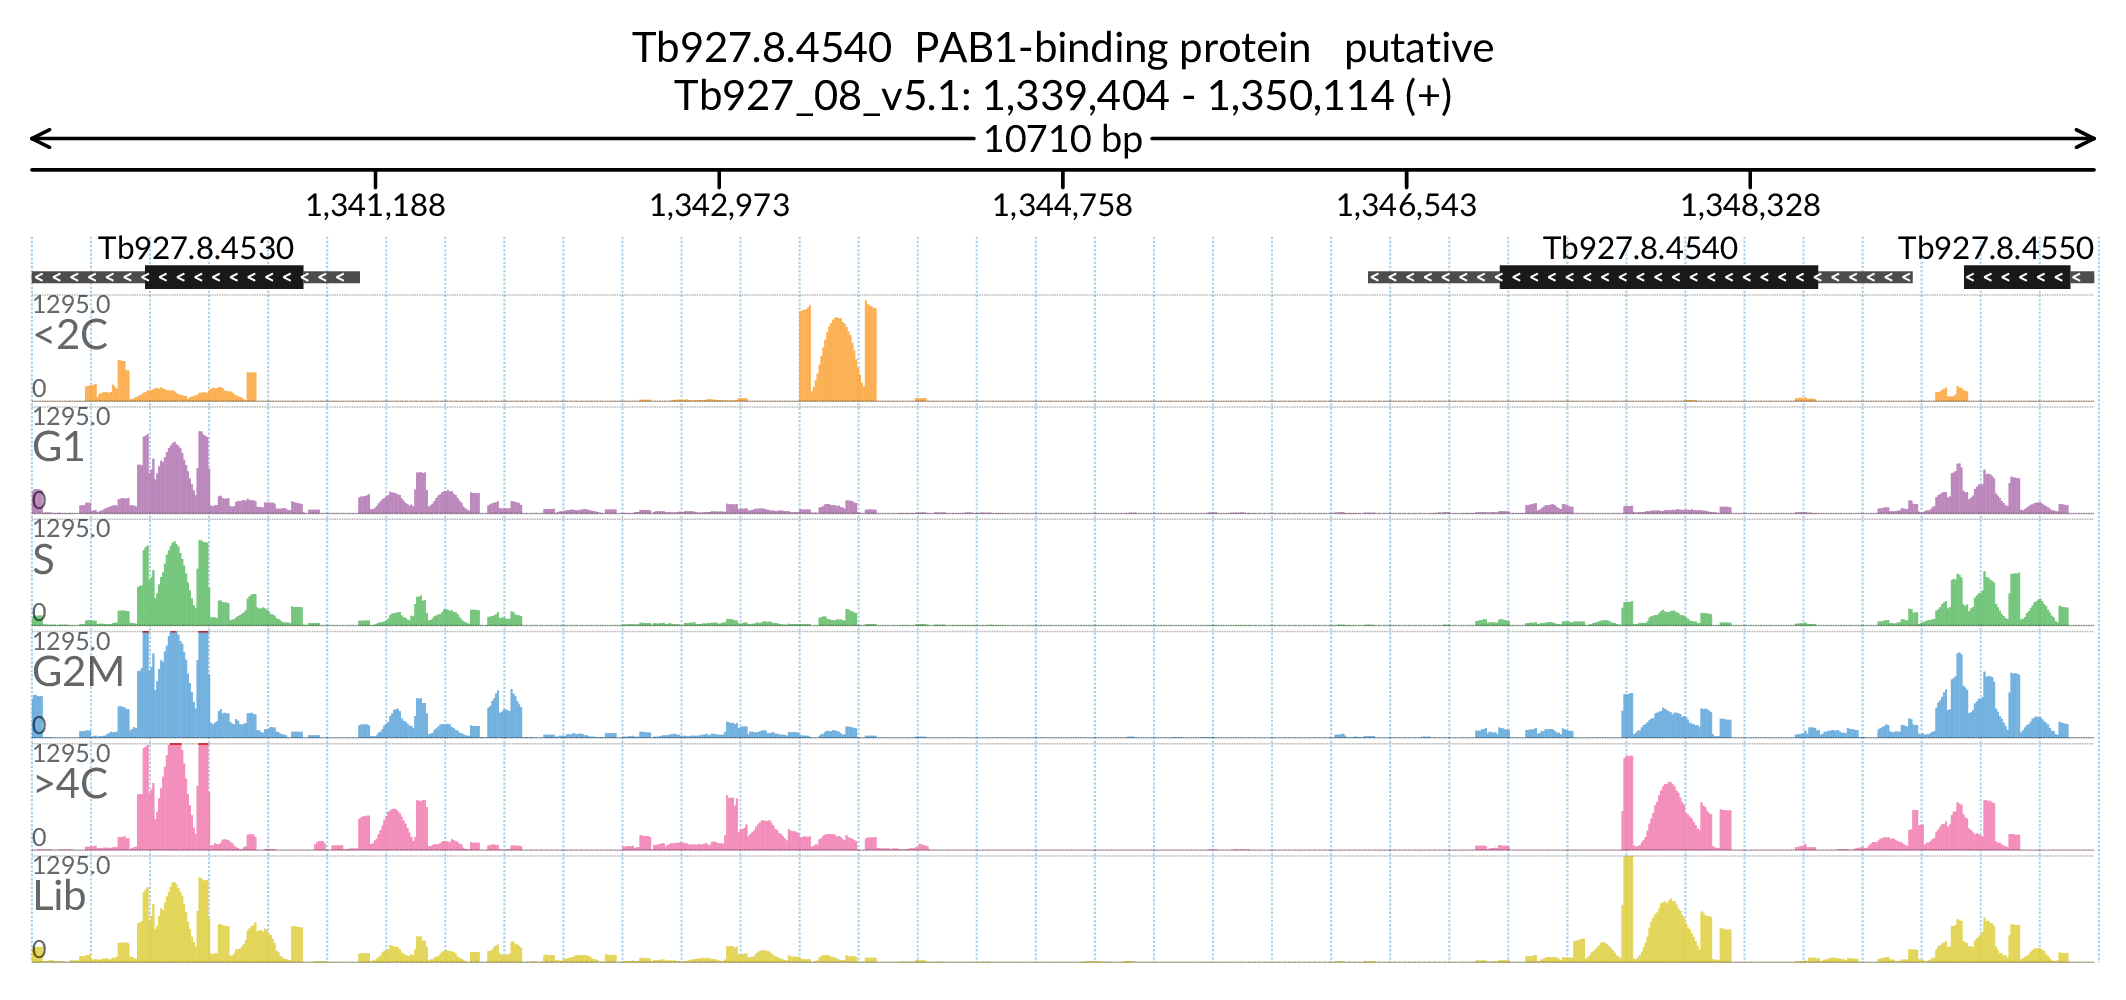 Tb927.8.4540 PAB1-binding protein putative
Tb927_08_v5.1: 1,339,404 - 1,350,114 (+)
10710 bp
1,341,188 1,342,973 1,344,758 1,346,543 1,348,328
Tb927.8.4530 Tb927.8.4540 Tb927.8.4550
1295.0
<2C
0
1295.0
G1
0
1295.0
S
0
1295.0
G2M
0
1295.0
>4C
0
1295.0
Lib
0